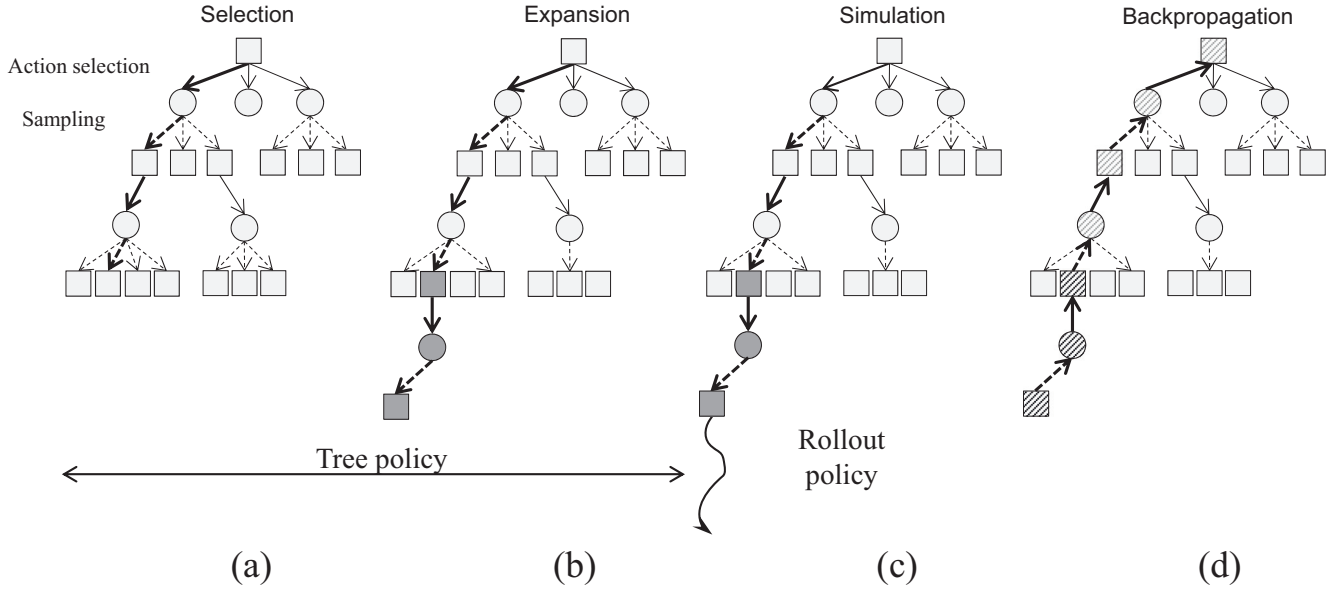 Selection
Expansion
Simulation
Backpropagation
Action selection
Sampling
Tree policy
Rollout
policy
(a)
(b)
(c)
(d)